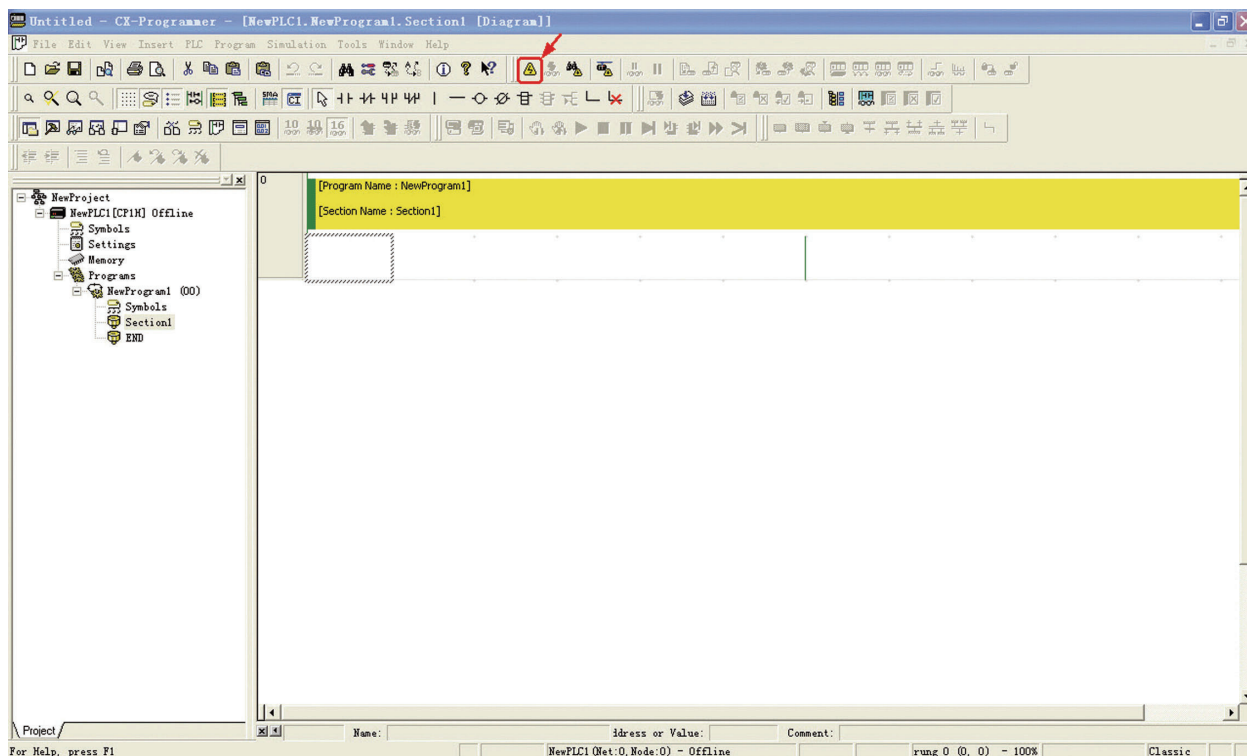 Untitled - CX-Programmer - [NewPLC1.NewProgram1.Section1 [Diagram]]
File Edit View Insert PLC Program Simulation Tools Window Help
10 16
NewProject
NewPLC1[CP1H] Offline
Symbols
Settings
Memory
Programs
NewProgram1 (00)
Symbols
Section1
END
0
[Program Name : NewProgram1]
[Section Name : Section1]
Project
Name:
ddress or Value:
Comment:
For Help, press F1
NewPLC1(Net:0,Node:0) - Offline
rung 0 (0, 0) - 100%
Classic